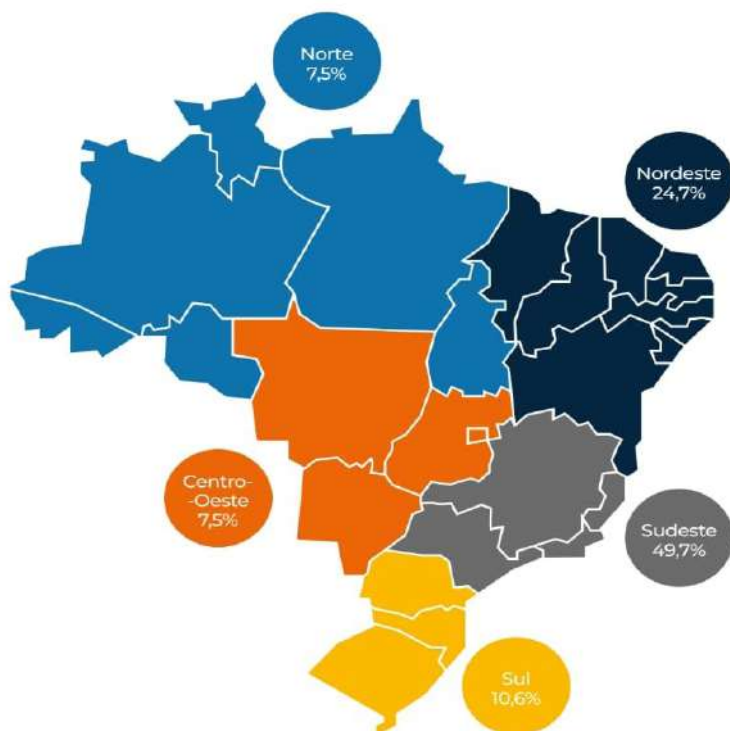 Norte
7,5%
Nordeste
24,7%
Centro-
-Oeste
7,5%
Sudeste
49,7%
Sul
10,6%